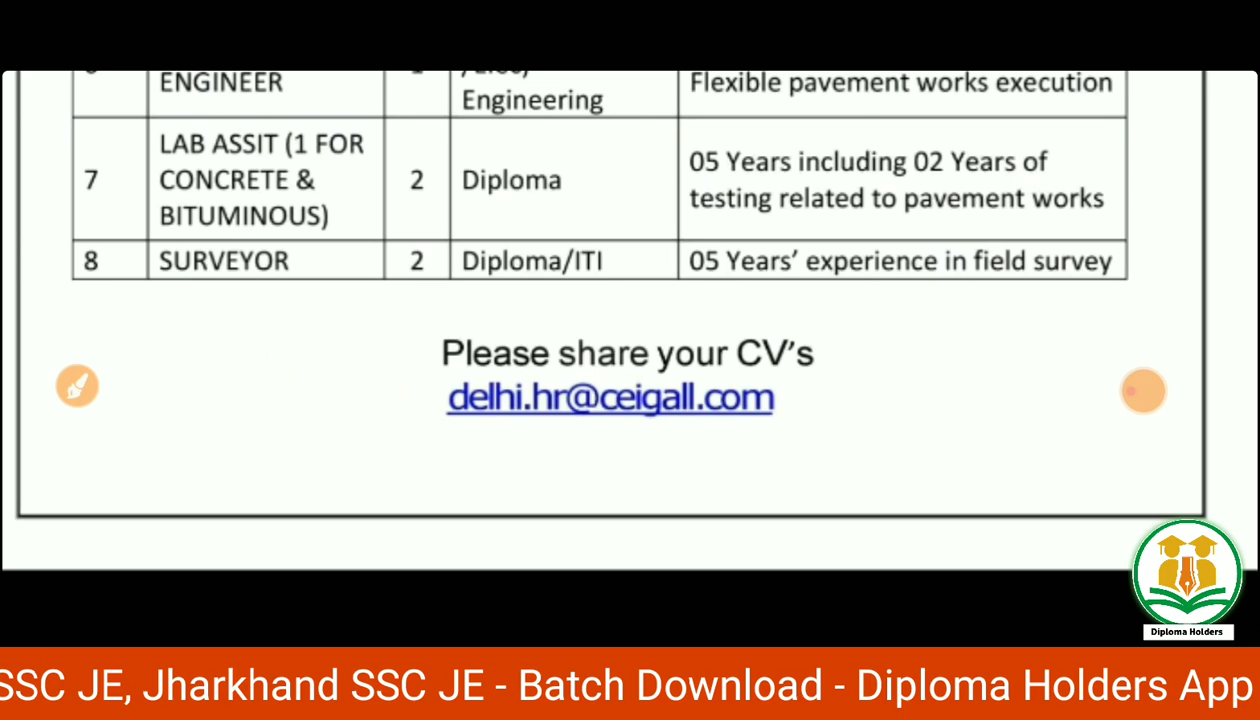 ENGINEER
Engineering
Flexible pavement works execution
7
LAB ASSIT (1 FOR
CONCRETE &
BITUMINOUS)
2
Diploma
05 Years including 02 Years of
testing related to pavement works
8
SURVEYOR
2
Diploma/ITI
05 Years’ experience in field survey
Please share your CV’s
delhi.hr@ceigall.com
Diploma Holders
SSC JE, Jharkhand SSC JE - Batch Download - Diploma Holders App